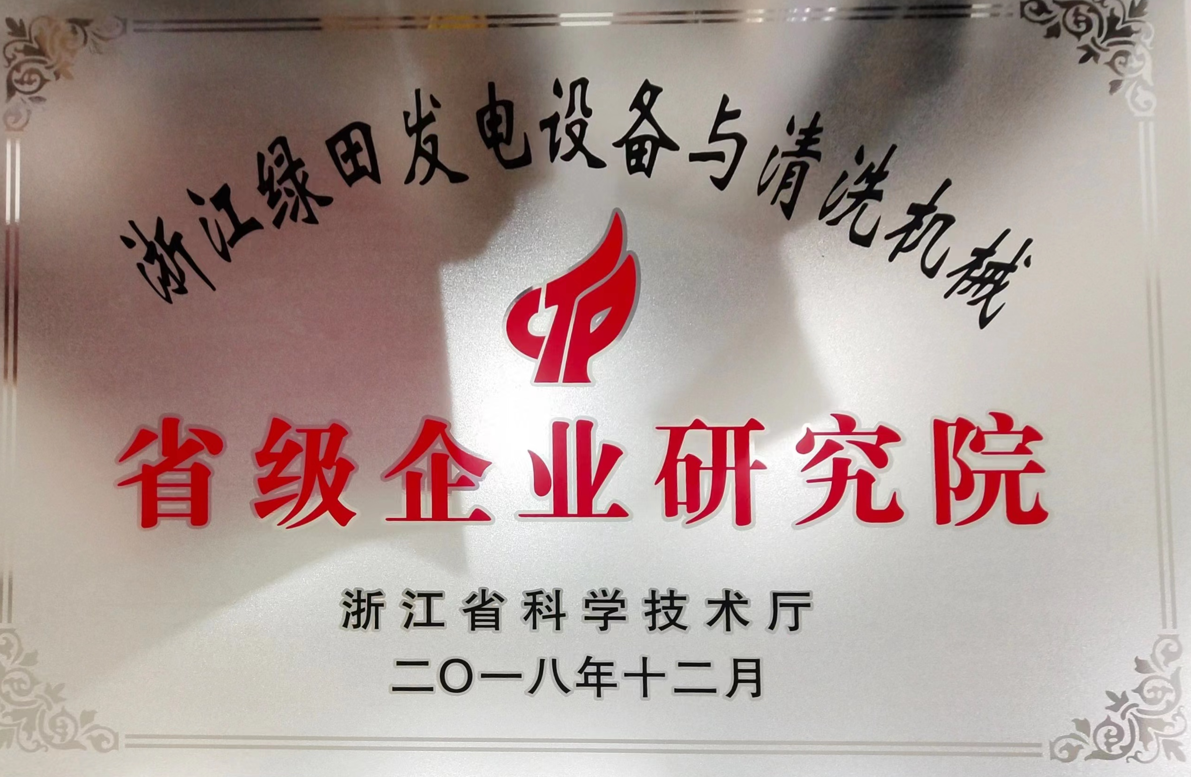 浙江绿田发电设备与清洗机械
省级企业研究院
浙江省科学技术厅
二〇一八年十二月